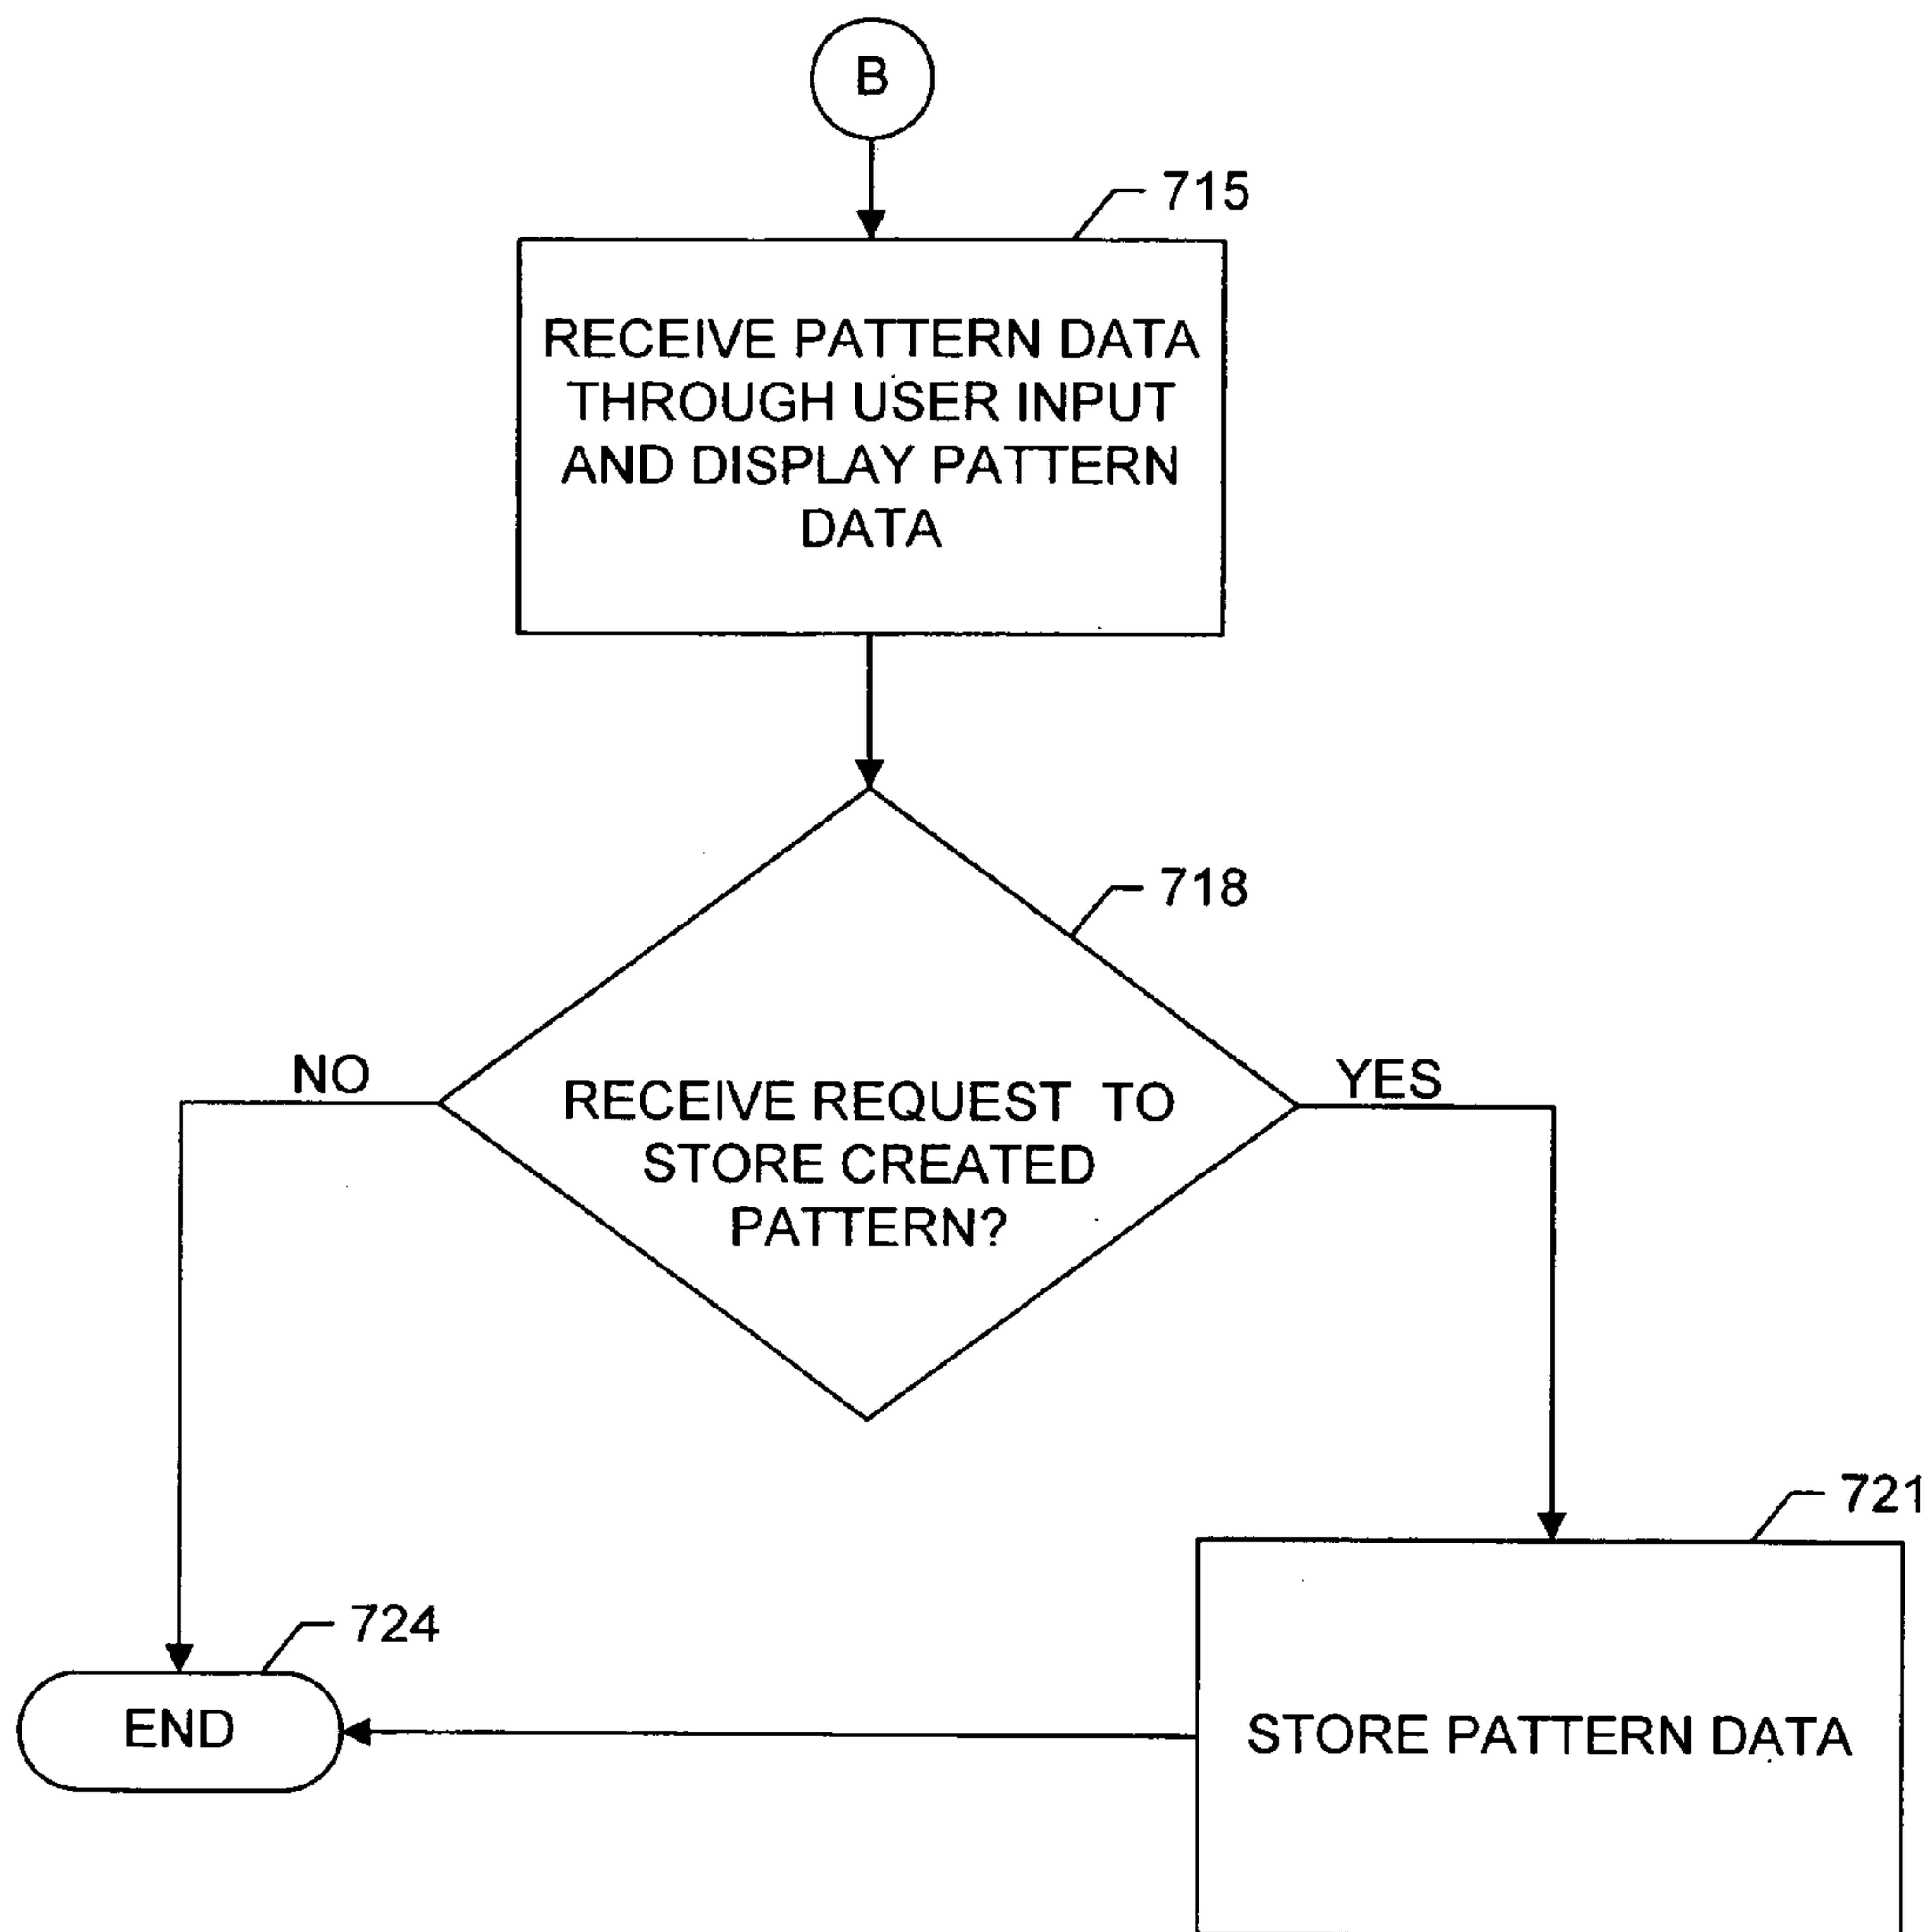 B
715
RECEIVE PATTERN DATA
THROUGH USER INPUT
AND DISPLAY PATTERN
DATA
718
NO
YES
RECEIVE REQUEST TO
STORE CREATED
PATTERN?
721
724
END
STORE PATTERN DATA